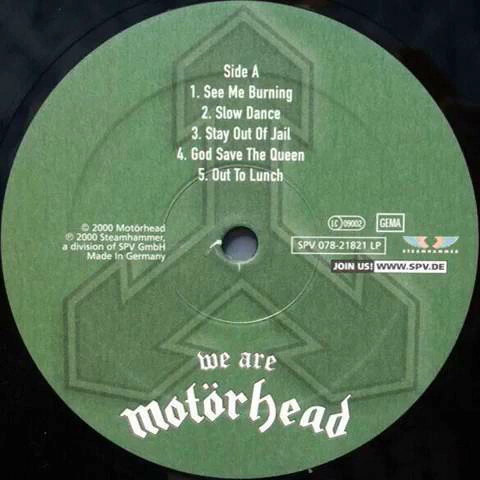 Side A
1. See Me Burning
2. Slow Dance
3. Stay Out Of Jail
4. God Save The Queen
5. Out To Lunch
© 2000 Motörhead
℗ 2000 Steamhammer,
a division of SPV GmbH
Made In Germany
LC 09002
GEMA
SPV 078-21821 LP
STEAMHAMMER
JOIN US! WWW.SPV.DE
we are
motörhead